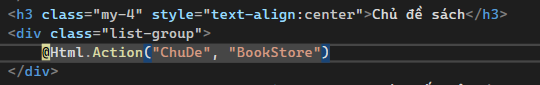 <h3 class="my-4" style="text-align:center">Chủ đề sách</h3>
<div class="list-group">
@Html.Action("ChuDe", "BookStore")
</div>